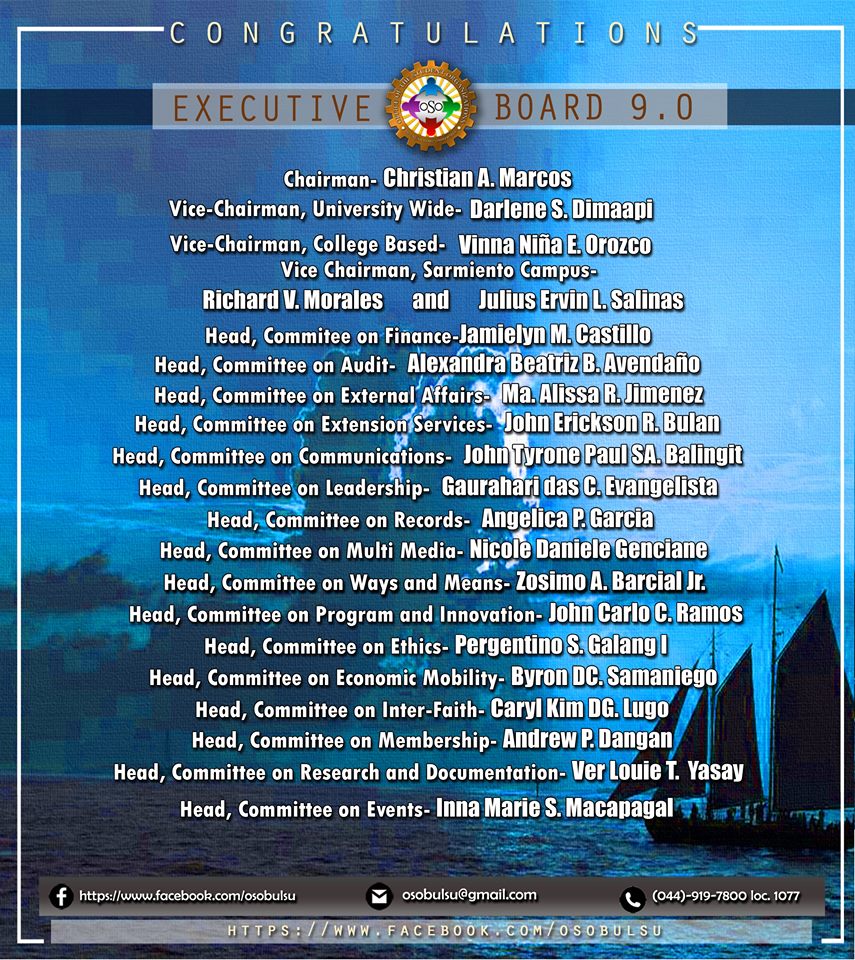 CONGRATULATIONS
EXECUTIVE BOARD 9.0
OSO
Chairman- Christian A. Marcos
Vice-Chairman, University Wide- Darlene S. Dimaapi
Vice-Chairman, College Based- Vinna Niña E. Orozco
Vice Chairman, Sarmiento Campus-
Richard V. Morales and Julius Ervin L. Salinas
Head, Commitee on Finance-Jamielyn M. Castillo
Head, Committee on Audit- Alexandra Beatriz B. Avendaño
Head, Committee on External Affairs- Ma. Alissa R. Jimenez
Head, Committee on Extension Services- John Erickson R. Bulan
Head, Committee on Communications- John Tyrone Paul SA. Balingit
Head, Committee on Leadership- Gaurahari das C. Evangelista
Head, Committee on Records- Angelica P. Garcia
Head, Committee on Multi Media- Nicole Daniele Genciane
Head, Committee on Ways and Means- Zosimo A. Barcial Jr.
Head, Committee on Program and Innovation- John Carlo C. Ramos
Head, Committee on Ethics- Pergentino S. Galang I
Head, Committee on Economic Mobility- Byron DC. Samaniego
Head, Committee on Inter-Faith- Caryl Kim DG. Lugo
Head, Committee on Membership- Andrew P. Dangan
Head, Committee on Research and Documentation- Ver Louie T. Yasay
Head, Committee on Events- Inna Marie S. Macapagal
https://www.facebook.com/osobulsu osobulsu@gmail.com (044)-919-7800 loc. 1077
HTTPS://WWW.FACEBOOK.COM/OSOBULSU